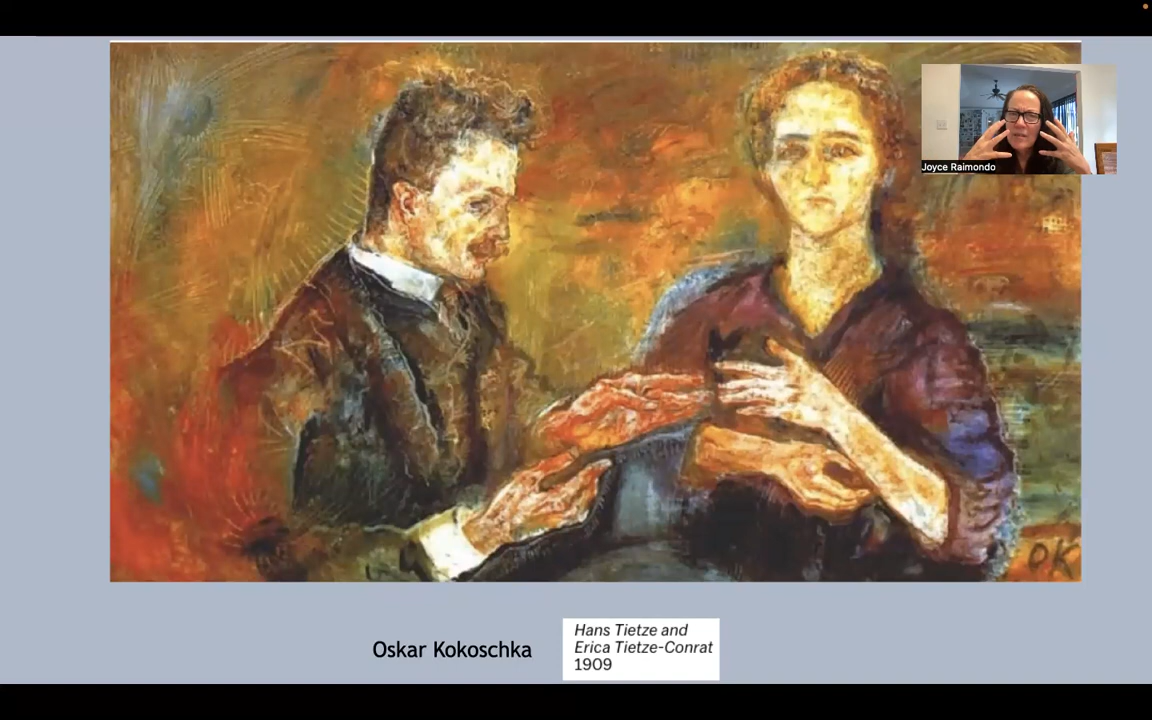 Joyce Raimondo
OK
Oskar Kokoschka
Hans Tietze and
Erica Tietze-Conrat
1909